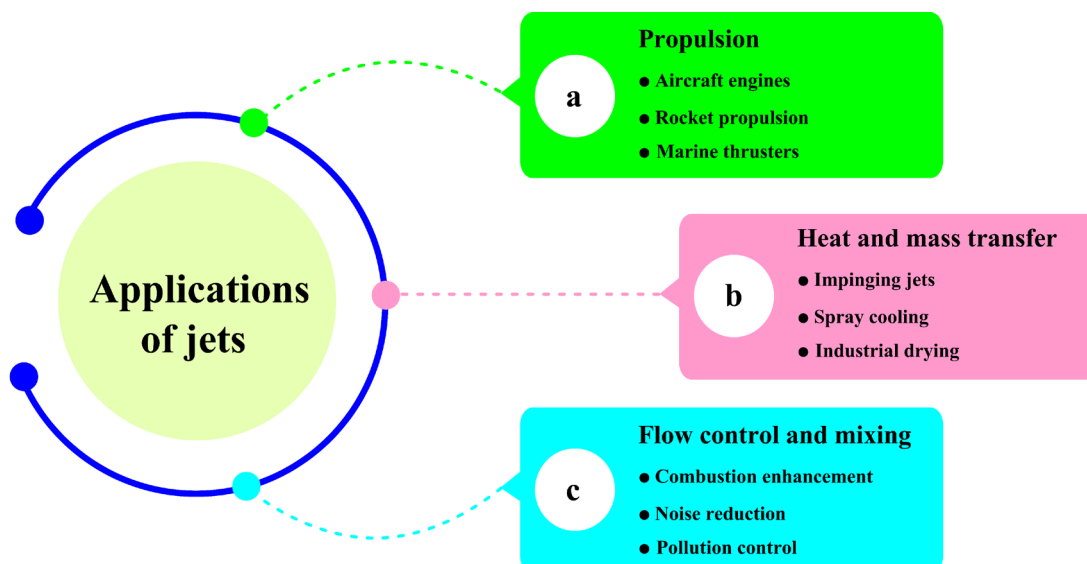 Applications
of jets
a
Propulsion
● Aircraft engines
● Rocket propulsion
● Marine thrusters
b
Heat and mass transfer
● Impinging jets
● Spray cooling
● Industrial drying
c
Flow control and mixing
● Combustion enhancement
● Noise reduction
● Pollution control